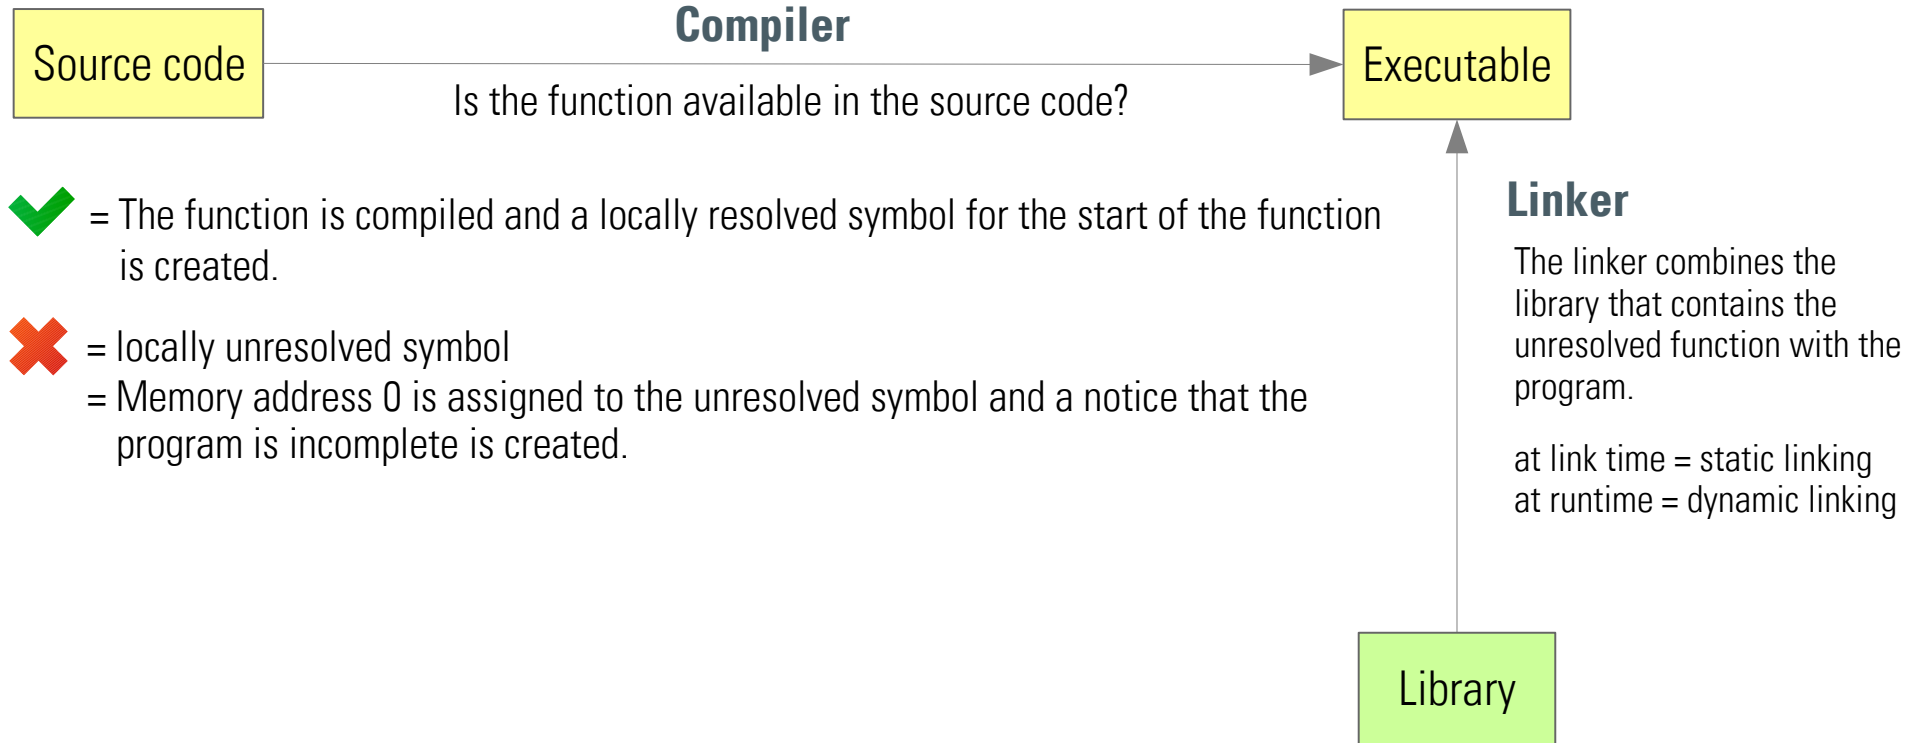 Compiler
Source code
Executable
Is the function available in the source code?
= The function is compiled and a locally resolved symbol for the start of the function
is created.
= locally unresolved symbol
= Memory address 0 is assigned to the unresolved symbol and a notice that the
program is incomplete is created.
Linker
The linker combines the
library that contains the
unresolved function with the
program.
at link time = static linking
at runtime = dynamic linking
Library